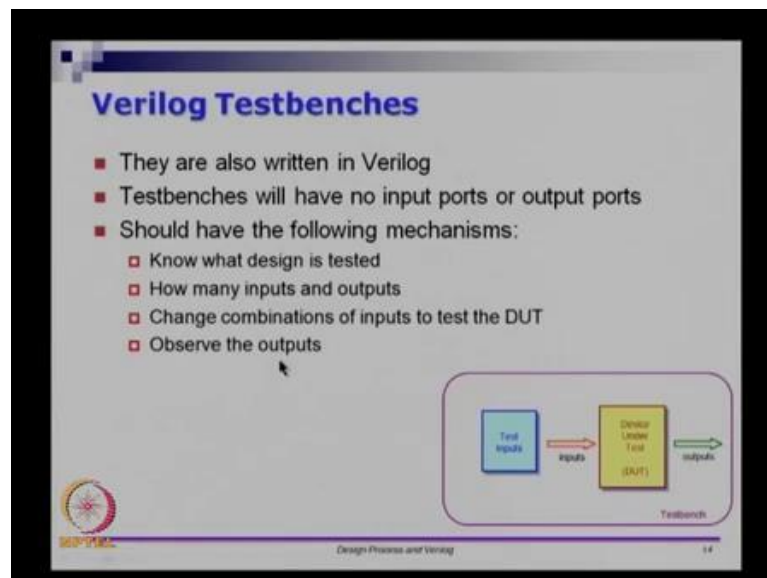 Verilog Testbenches
They are also written in Verilog
Testbenches will have no input ports or output ports
Should have the following mechanisms:
Know what design is tested
How many inputs and outputs
Change combinations of inputs to test the DUT
Observe the outputs
Test
Inputs
inputs
Device
Under
Test
(DUT)
outputs
Testbench
NPTEL
Design Process and Verilog
14